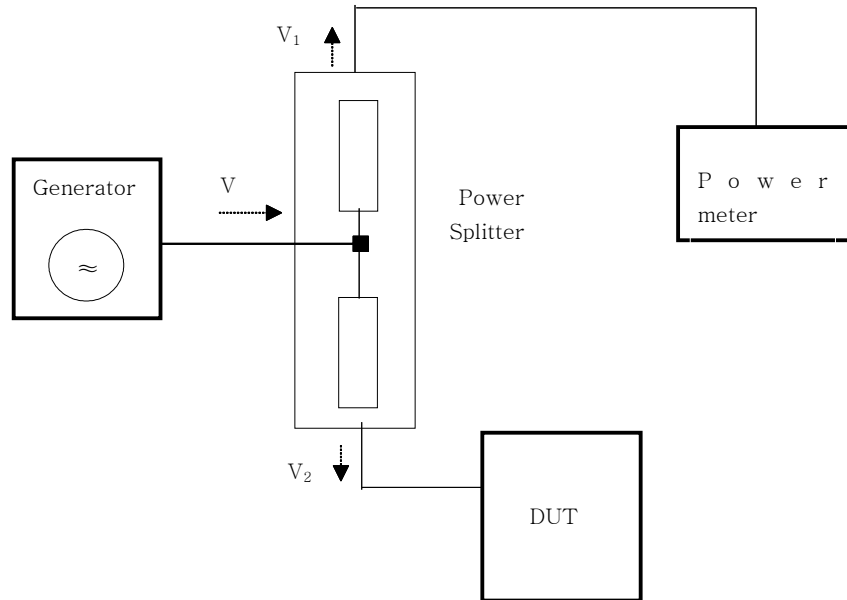 V1
Generator
≈
V
Power
Splitter
P o w e r
meter
V2
DUT